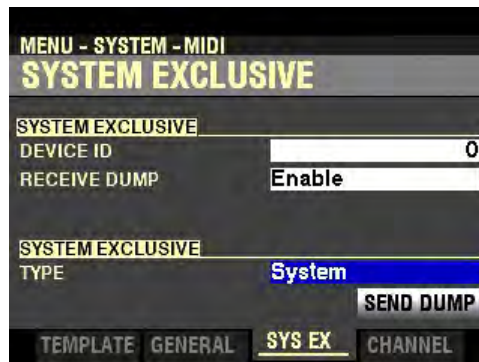 MENU - SYSTEM - MIDI
SYSTEM EXCLUSIVE
SYSTEM EXCLUSIVE
DEVICE ID 0
RECEIVE DUMP Enable
SYSTEM EXCLUSIVE
TYPE System
SEND DUMP
TEMPLATE GENERAL SYS EX CHANNEL